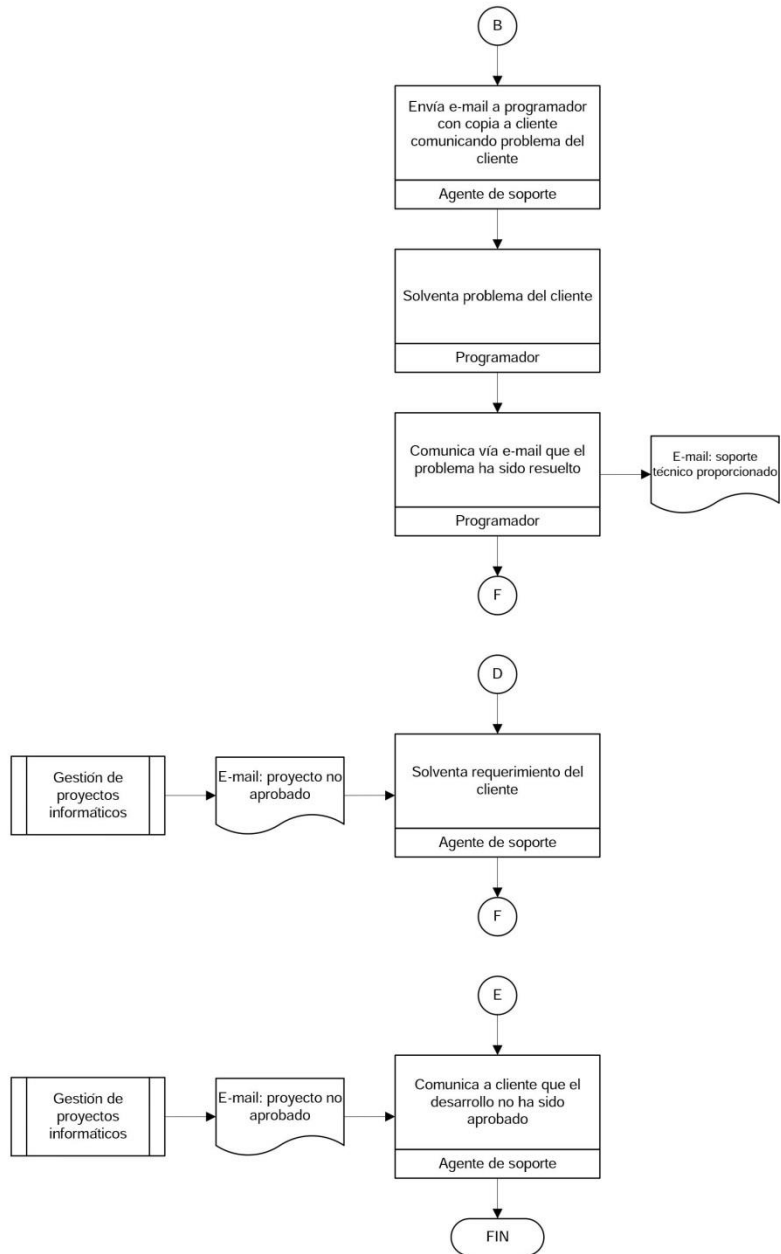 B
Envía e-mail a programador
con copia a cliente
comunicando problema del
cliente
Agente de soporte
Solventa problema del cliente
Programador
Comunica vía e-mail que el
problema ha sido resuelto
Programador
E-mail: soporte
técnico proporcionado
F
D
Gestión de
proyectos
informáticos
E-mail: proyecto no
aprobado
Solventa requerimiento del
cliente
Agente de soporte
F
E
Gestión de
proyectos
informáticos
E-mail: proyecto no
aprobado
Comunica a cliente que el
desarrollo no ha sido
aprobado
Agente de soporte
FIN